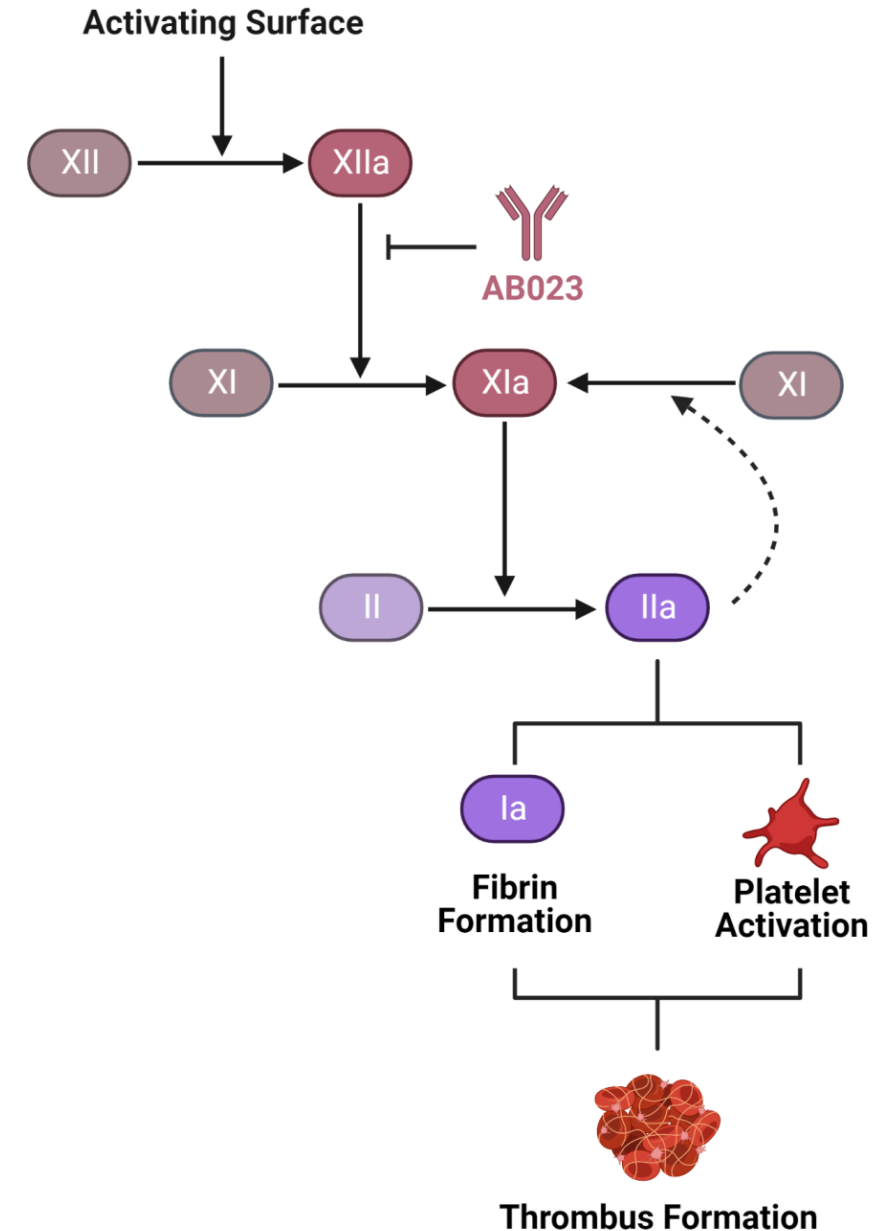 Activating Surface
XII
XIIa
AB023
XI
XIa
XI
II
IIa
Ia
Fibrin
Formation
Platelet
Activation
Thrombus Formation